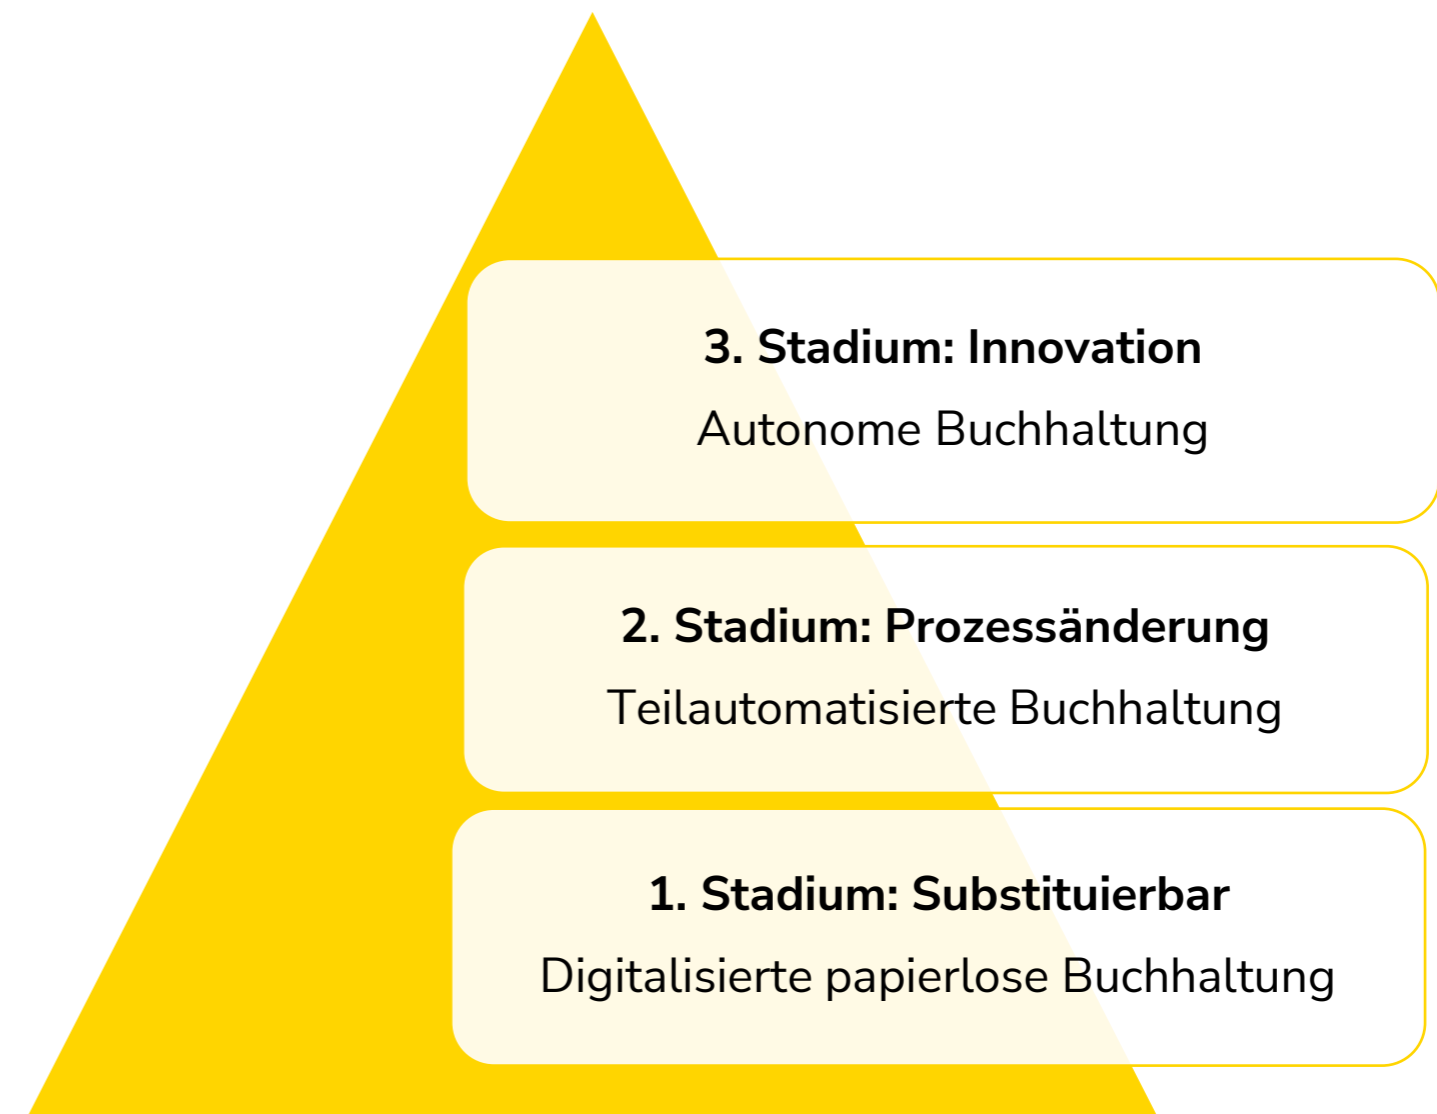 3. Stadium: Innovation
Autonome Buchhaltung
2. Stadium: Prozessänderung
Teilautomatisierte Buchhaltung
1. Stadium: Substituierbar
Digitalisierte papierlose Buchhaltung